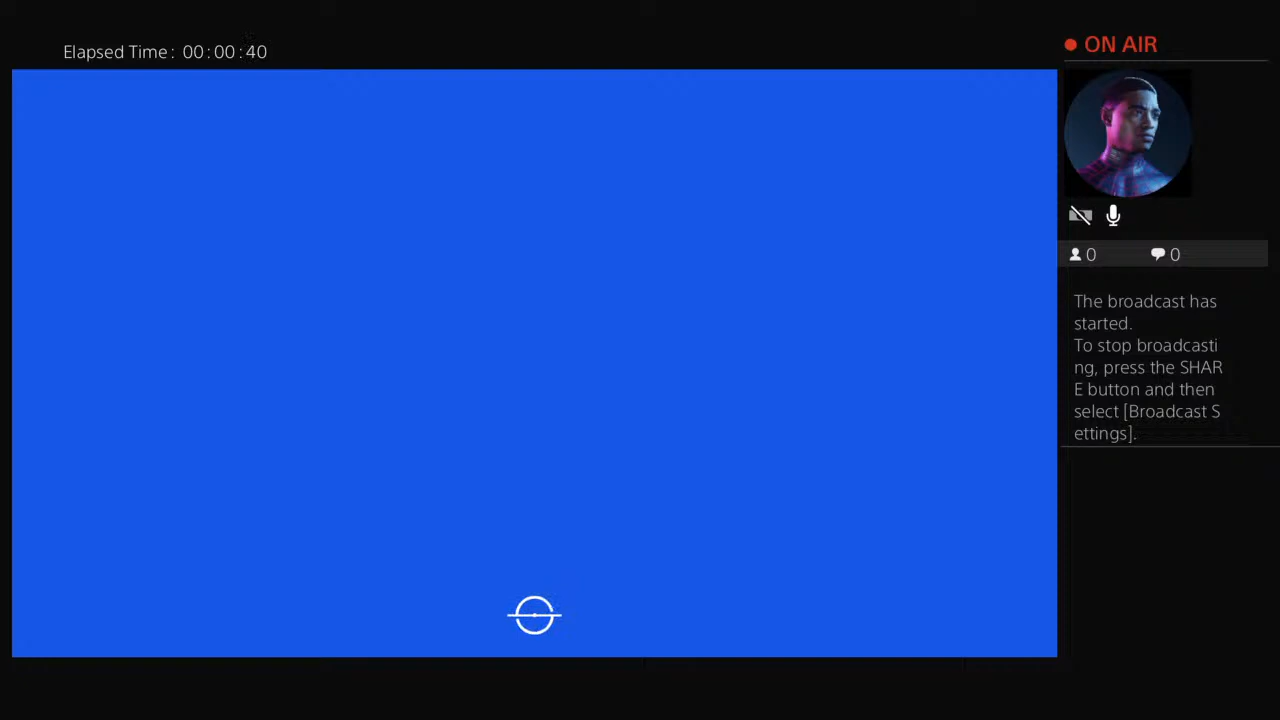 Elapsed Time: 00:00:40
ON AIR
0 0
The broadcast has
started.
To stop broadcasti
ng, press the SHAR
E button and then
select [Broadcast S
ettings].